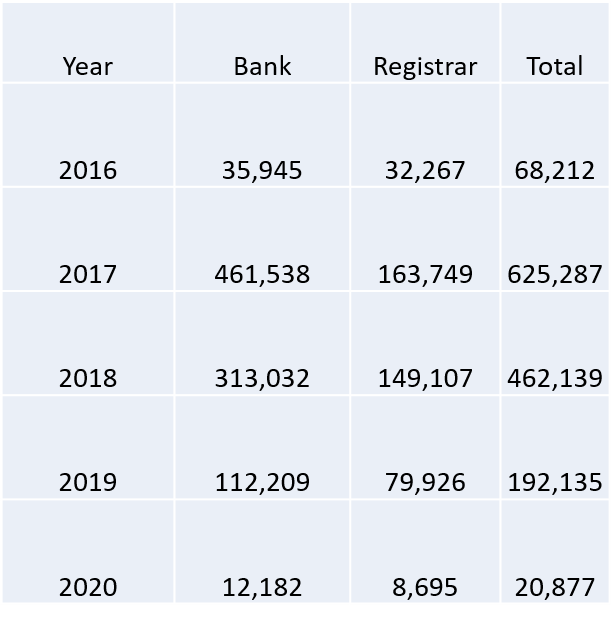 Year Bank Registrar Total
2016 35,945 32,267 68,212
2017 461,538 163,749 625,287
2018 313,032 149,107 462,139
2019 112,209 79,926 192,135
2020 12,182 8,695 20,877